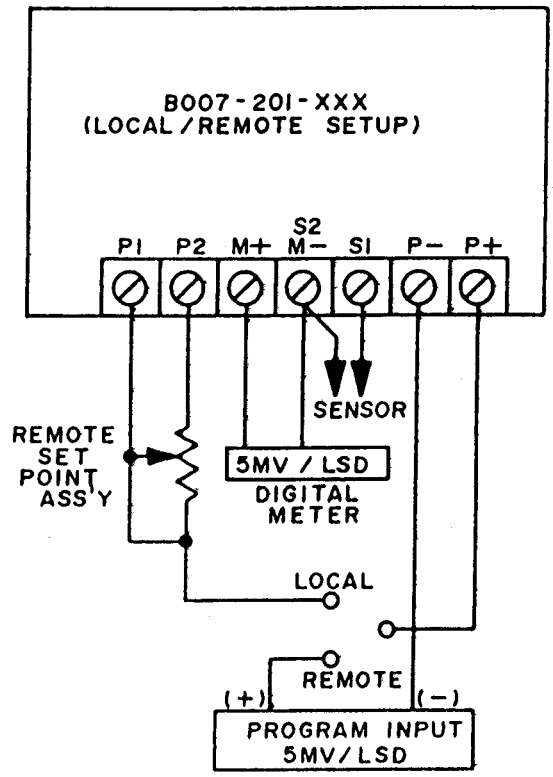 B007-201-XXX
(LOCAL/REMOTE SETUP)
S2
P1 P2 M+ M- S1 P- P+
SENSOR
REMOTE
SET
POINT
ASS'Y
5MV / LSD
DIGITAL
METER
LOCAL
REMOTE
(+) (-)
PROGRAM INPUT
5MV/LSD